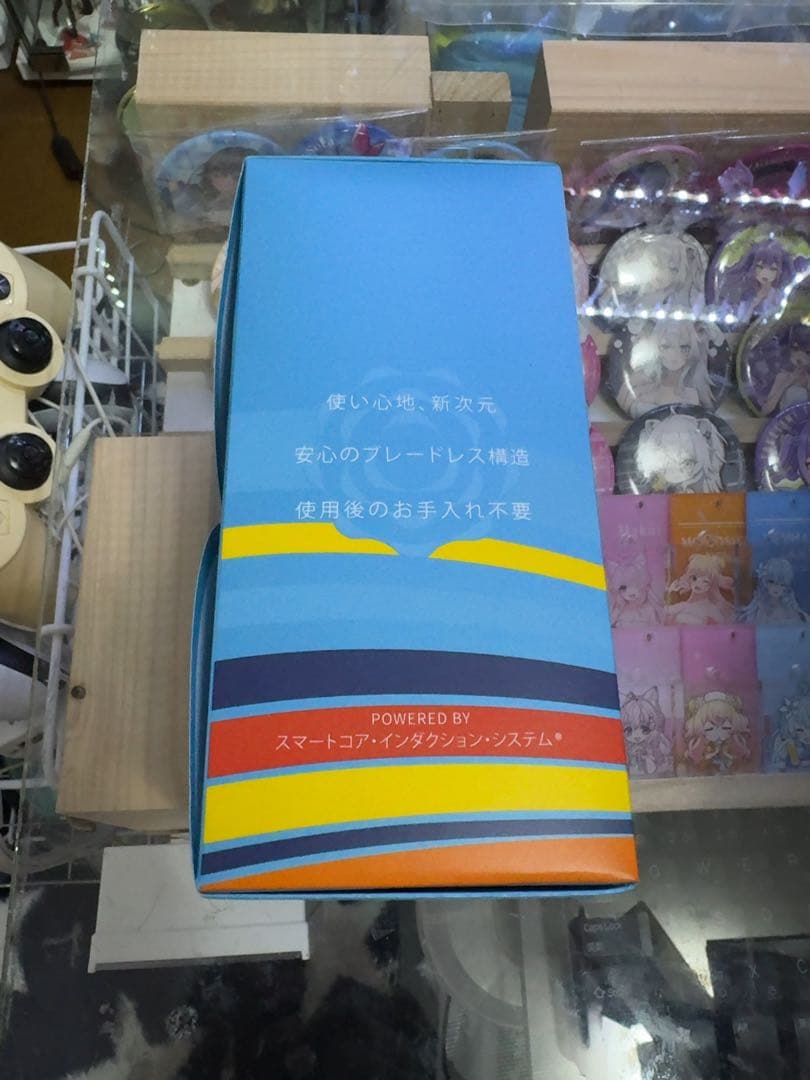 使い心地、新次元
安心のブレードレス構造
使用後のお手入れ不要
POWERED BY
スマートコア・インダクション・システム®
Caps Lock